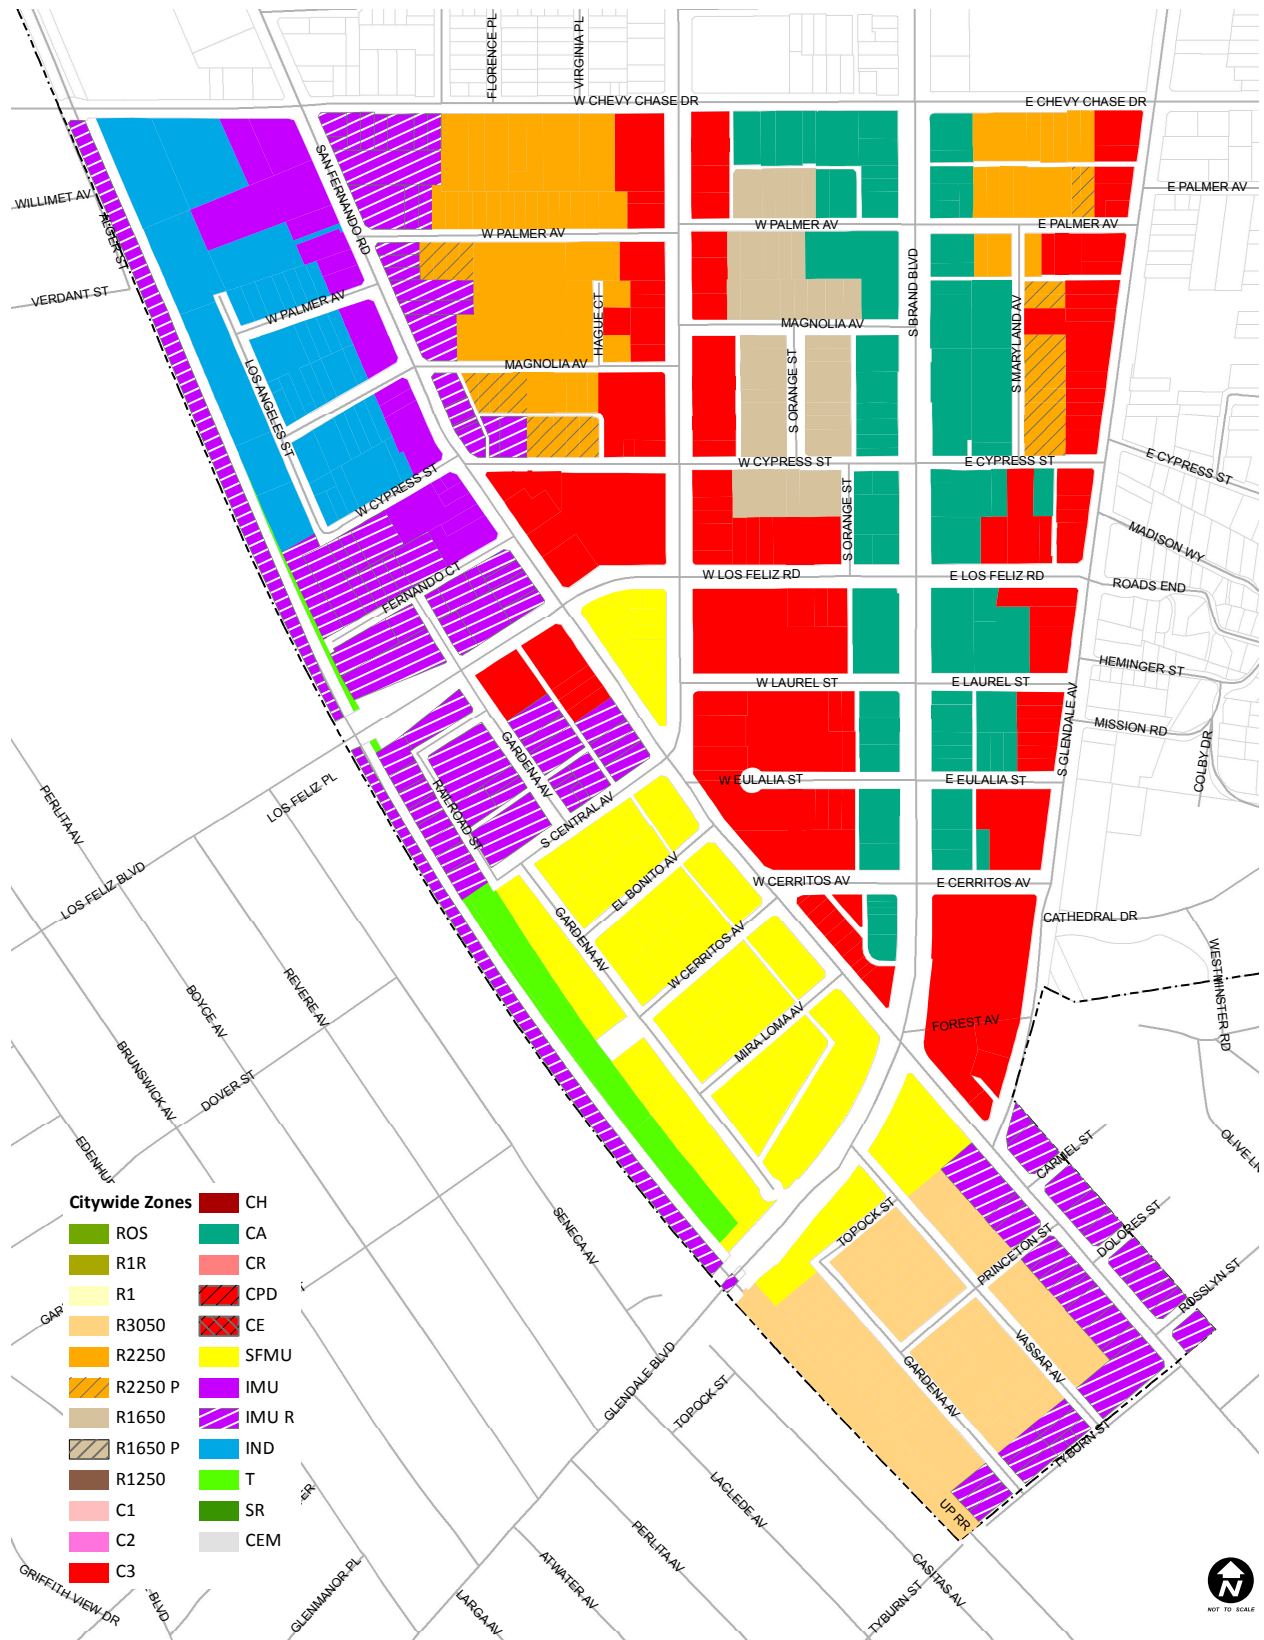 FLORENCE PL
VIRGINIA PL
W CHEVY CHASE DR
E CHEVY CHASE DR
SAN FERNANDO RD
WILLIMET AV
E PALMER AV
ALGER ST
W PALMER AV
W PALMER AV
E PALMER AV
VERDANT ST
W PALMER AV
HAGUE CT
S BRAND BLVD
MAGNOLIA AV
S MARYLAND AV
MAGNOLIA AV
S ORANGE ST
LOS ANGELES ST
W CYPRESS ST
E CYPRESS ST
E CYPRESS ST
W CYPRESS ST
S ORANGE ST
MADISON WY
FERNANDO CT
W LOS FELIZ RD
E LOS FELIZ RD
ROADS END
HEMINGER ST
W LAUREL ST
E LAUREL ST
S GLENDALE AV
MISSION RD
COLBY DR
GARDENA AV
W EULALIA ST
E EULALIA ST
RAILROAD ST
S CENTRAL AV
PERLITA AV
LOS FELIZ PL
LOS FELIZ BLVD
EL BONITO AV
W CERRITOS AV
E CERRITOS AV
GARDENA AV
W CERRITOS AV
CATHEDRAL DR
WESTMINSTER RD
BOYCE AV
REVERE AV
MIRA LOMA AV
FOREST AV
BRUNSWICK AV
DOVER ST
EDENHU
CARMEL ST
OLIVE LN
SENECA AV
TOPOCK ST
PRINCETON ST
DOLORES ST
ROSSLYN ST
GAR
VASSAR AV
GARDENA AV
GLENDALE BLVD
TOPOCK ST
TYBURN ST
UP RR
LACLEDE AV
PERLITA AV
ATWATER AV
CASITAS AV
TYBURN ST
LARGA AV
GLENMANOR PL
GRIFFITH VIEW DR
BLVD
ER
Citywide Zones
ROS
R1R
R1
R3050
R2250
R2250 P
R1650
R1650 P
R1250
C1
C2
C3
CH
CA
CR
CPD
CE
SFMU
IMU
IMU R
IND
T
SR
CEM
N
NOT TO SCALE